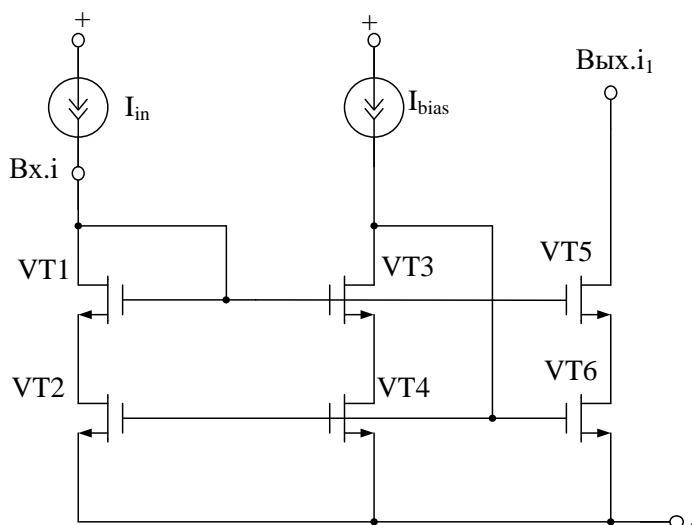 +
+
Вых.i₁
I_in
I_bias
Вх.i
VT1
VT3
VT5
VT2
VT4
VT6